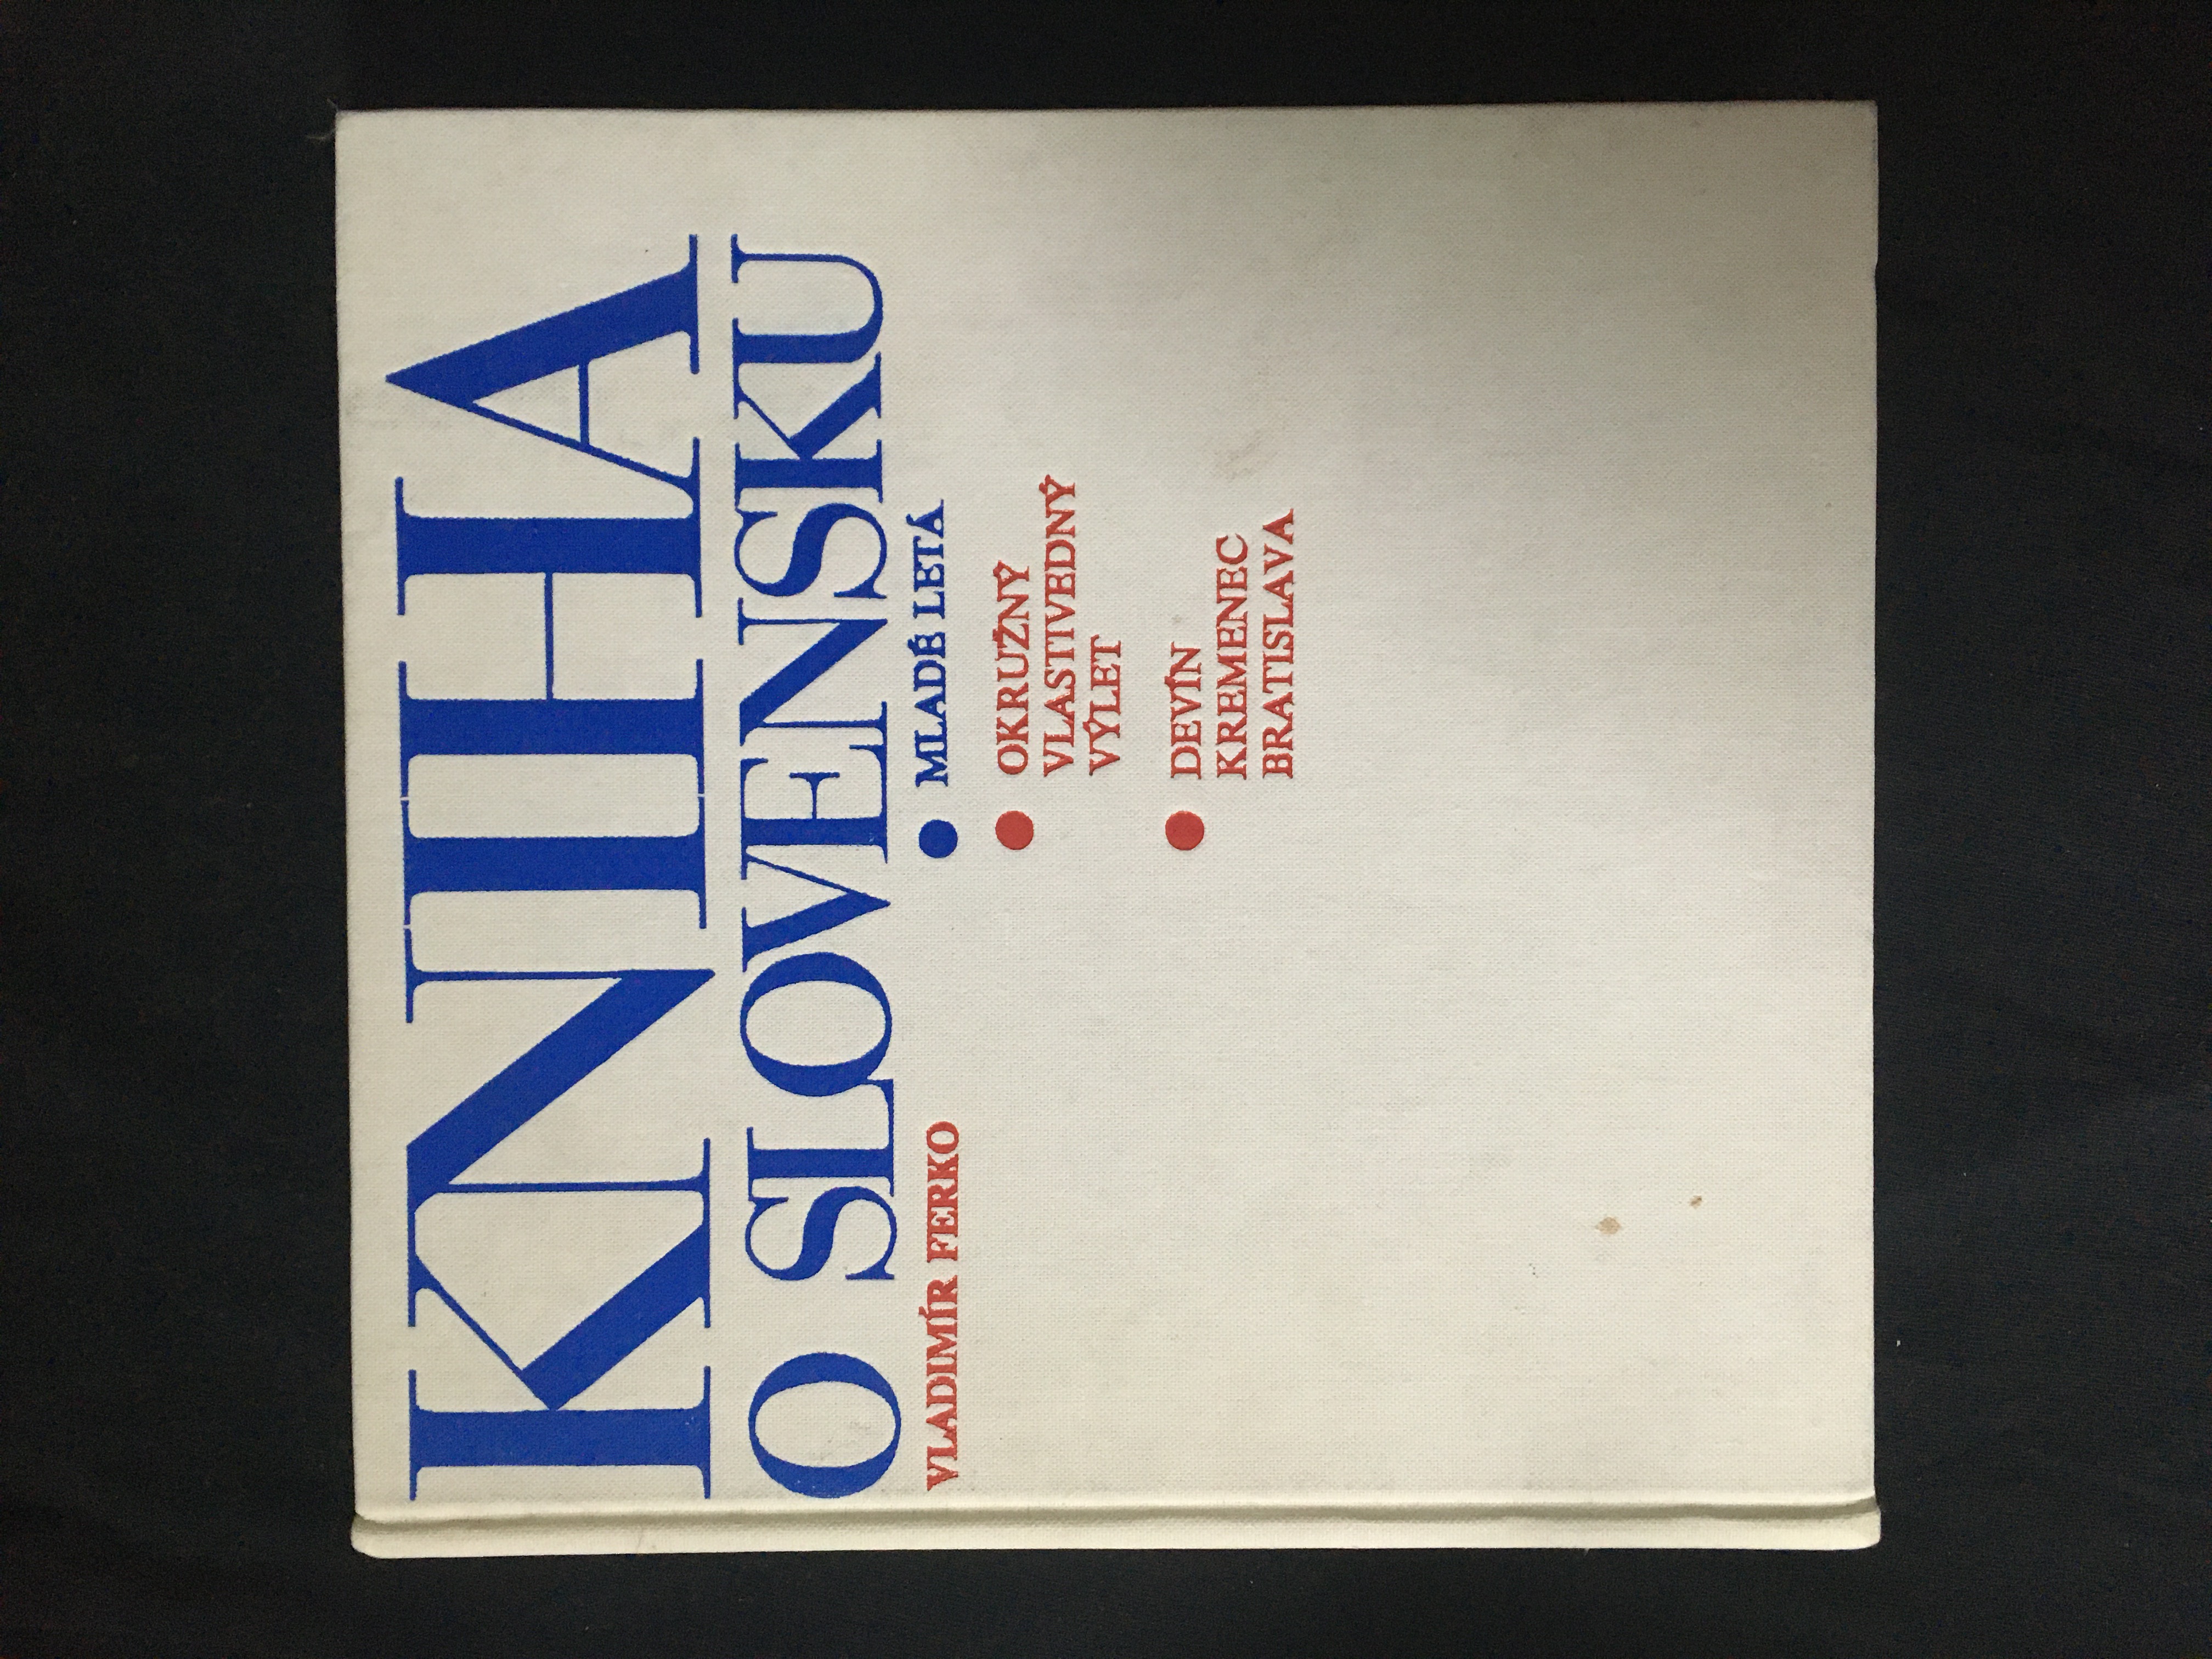 KNIHA
O SLOVENSKU
VLADIMÍR FERKO
MLADÉ LETÁ
OKRUŽNÝ
VLASTIVEDNÝ
VÝLET
DEVÍN
KREMENEC
BRATISLAVA